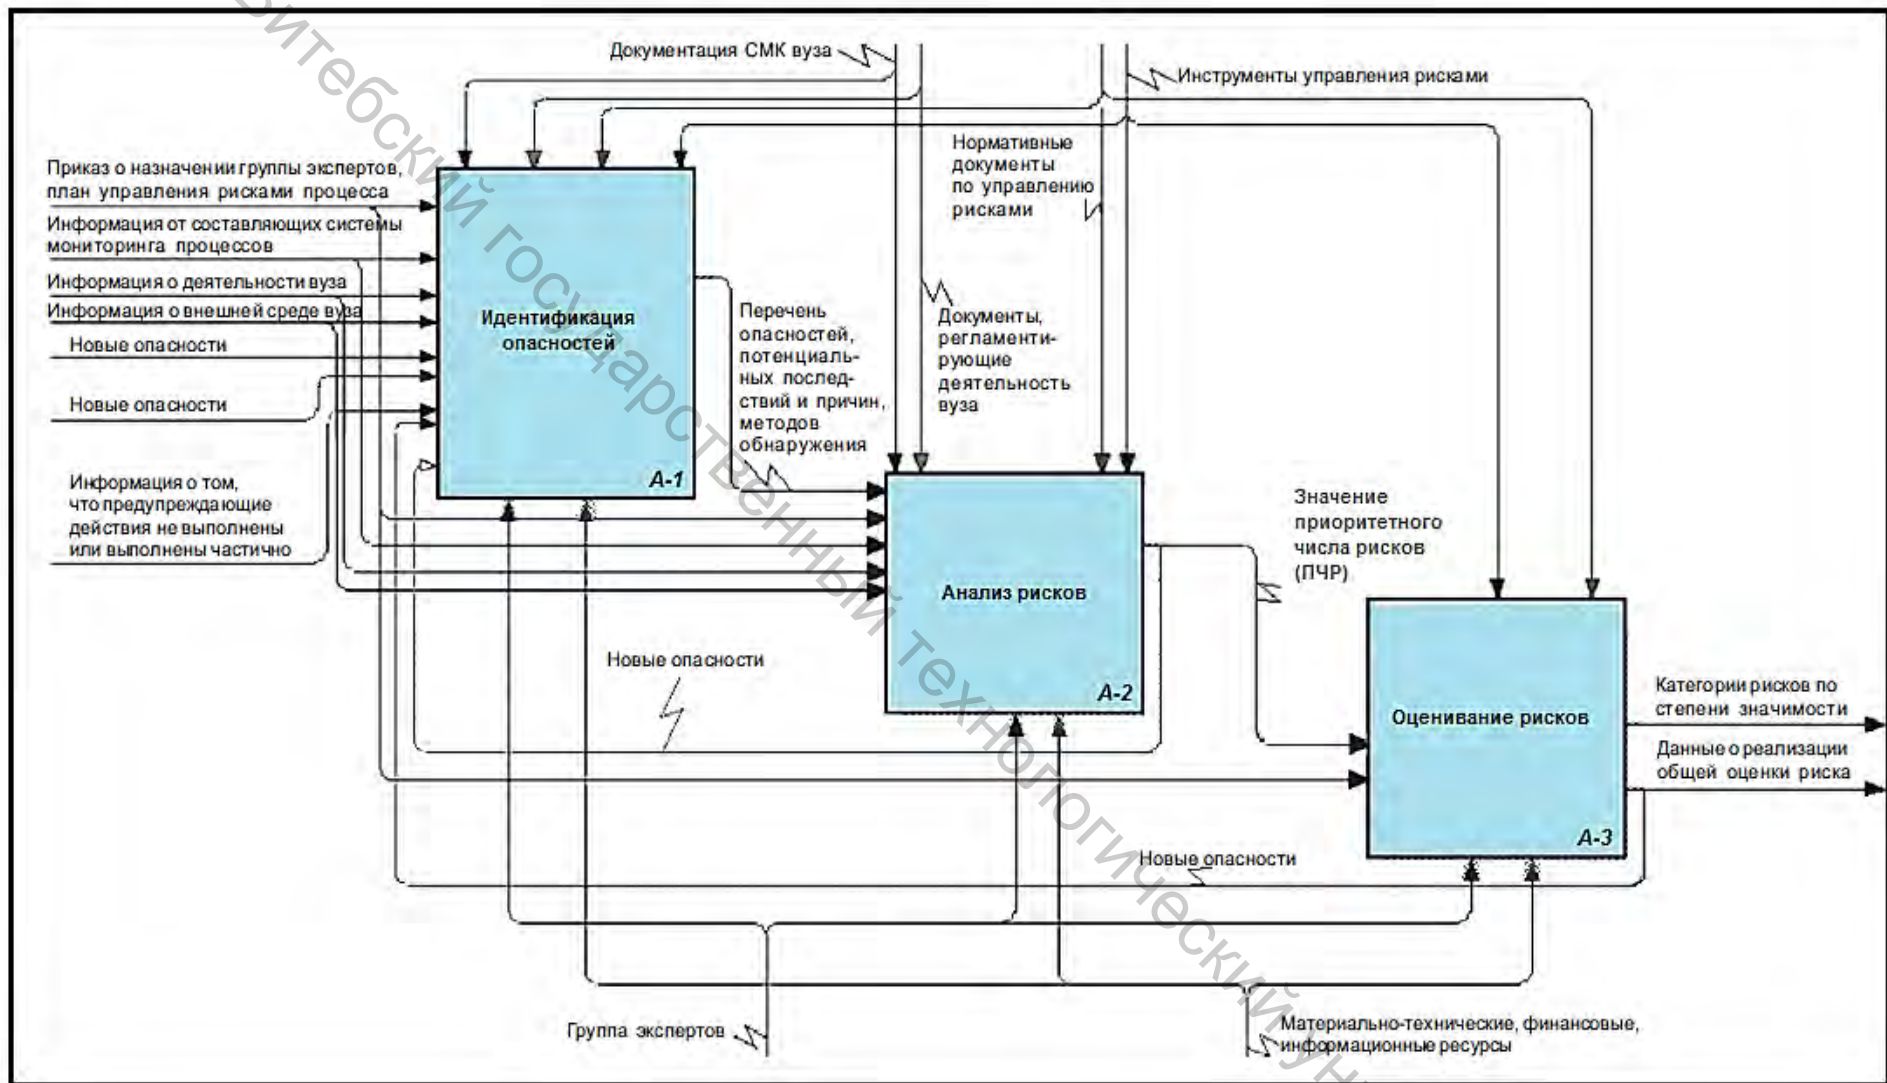 Документация СМК вуза
Инструменты управления рисками
Приказ о назначении группы экспертов,
план управления рисками процесса
Информация от составляющих системы
мониторинга процессов
Информация о деятельности вуза
Информация о внешней среде вуза
Новые опасности
Новые опасности
Информация о том,
что предупреждающие
действия не выполнены
или выполнены частично
Идентификация
опасностей
А-1
Перечень
опасностей,
потенциаль-
ных послед-
ствий и причин,
методов
обнаружения
Нормативные
документы
по управлению
рисками
Документы,
регламенти-
рующие
деятельность
вуза
Анализ рисков
А-2
Значение
приоритетного
числа рисков
(ПЧР)
Новые опасности
Оценивание рисков
А-3
Категории рисков по
степени значимости
Данные о реализации
общей оценки риска
Новые опасности
Группа экспертов
Материально-технические, финансовые,
информационные ресурсы
государственный технологический